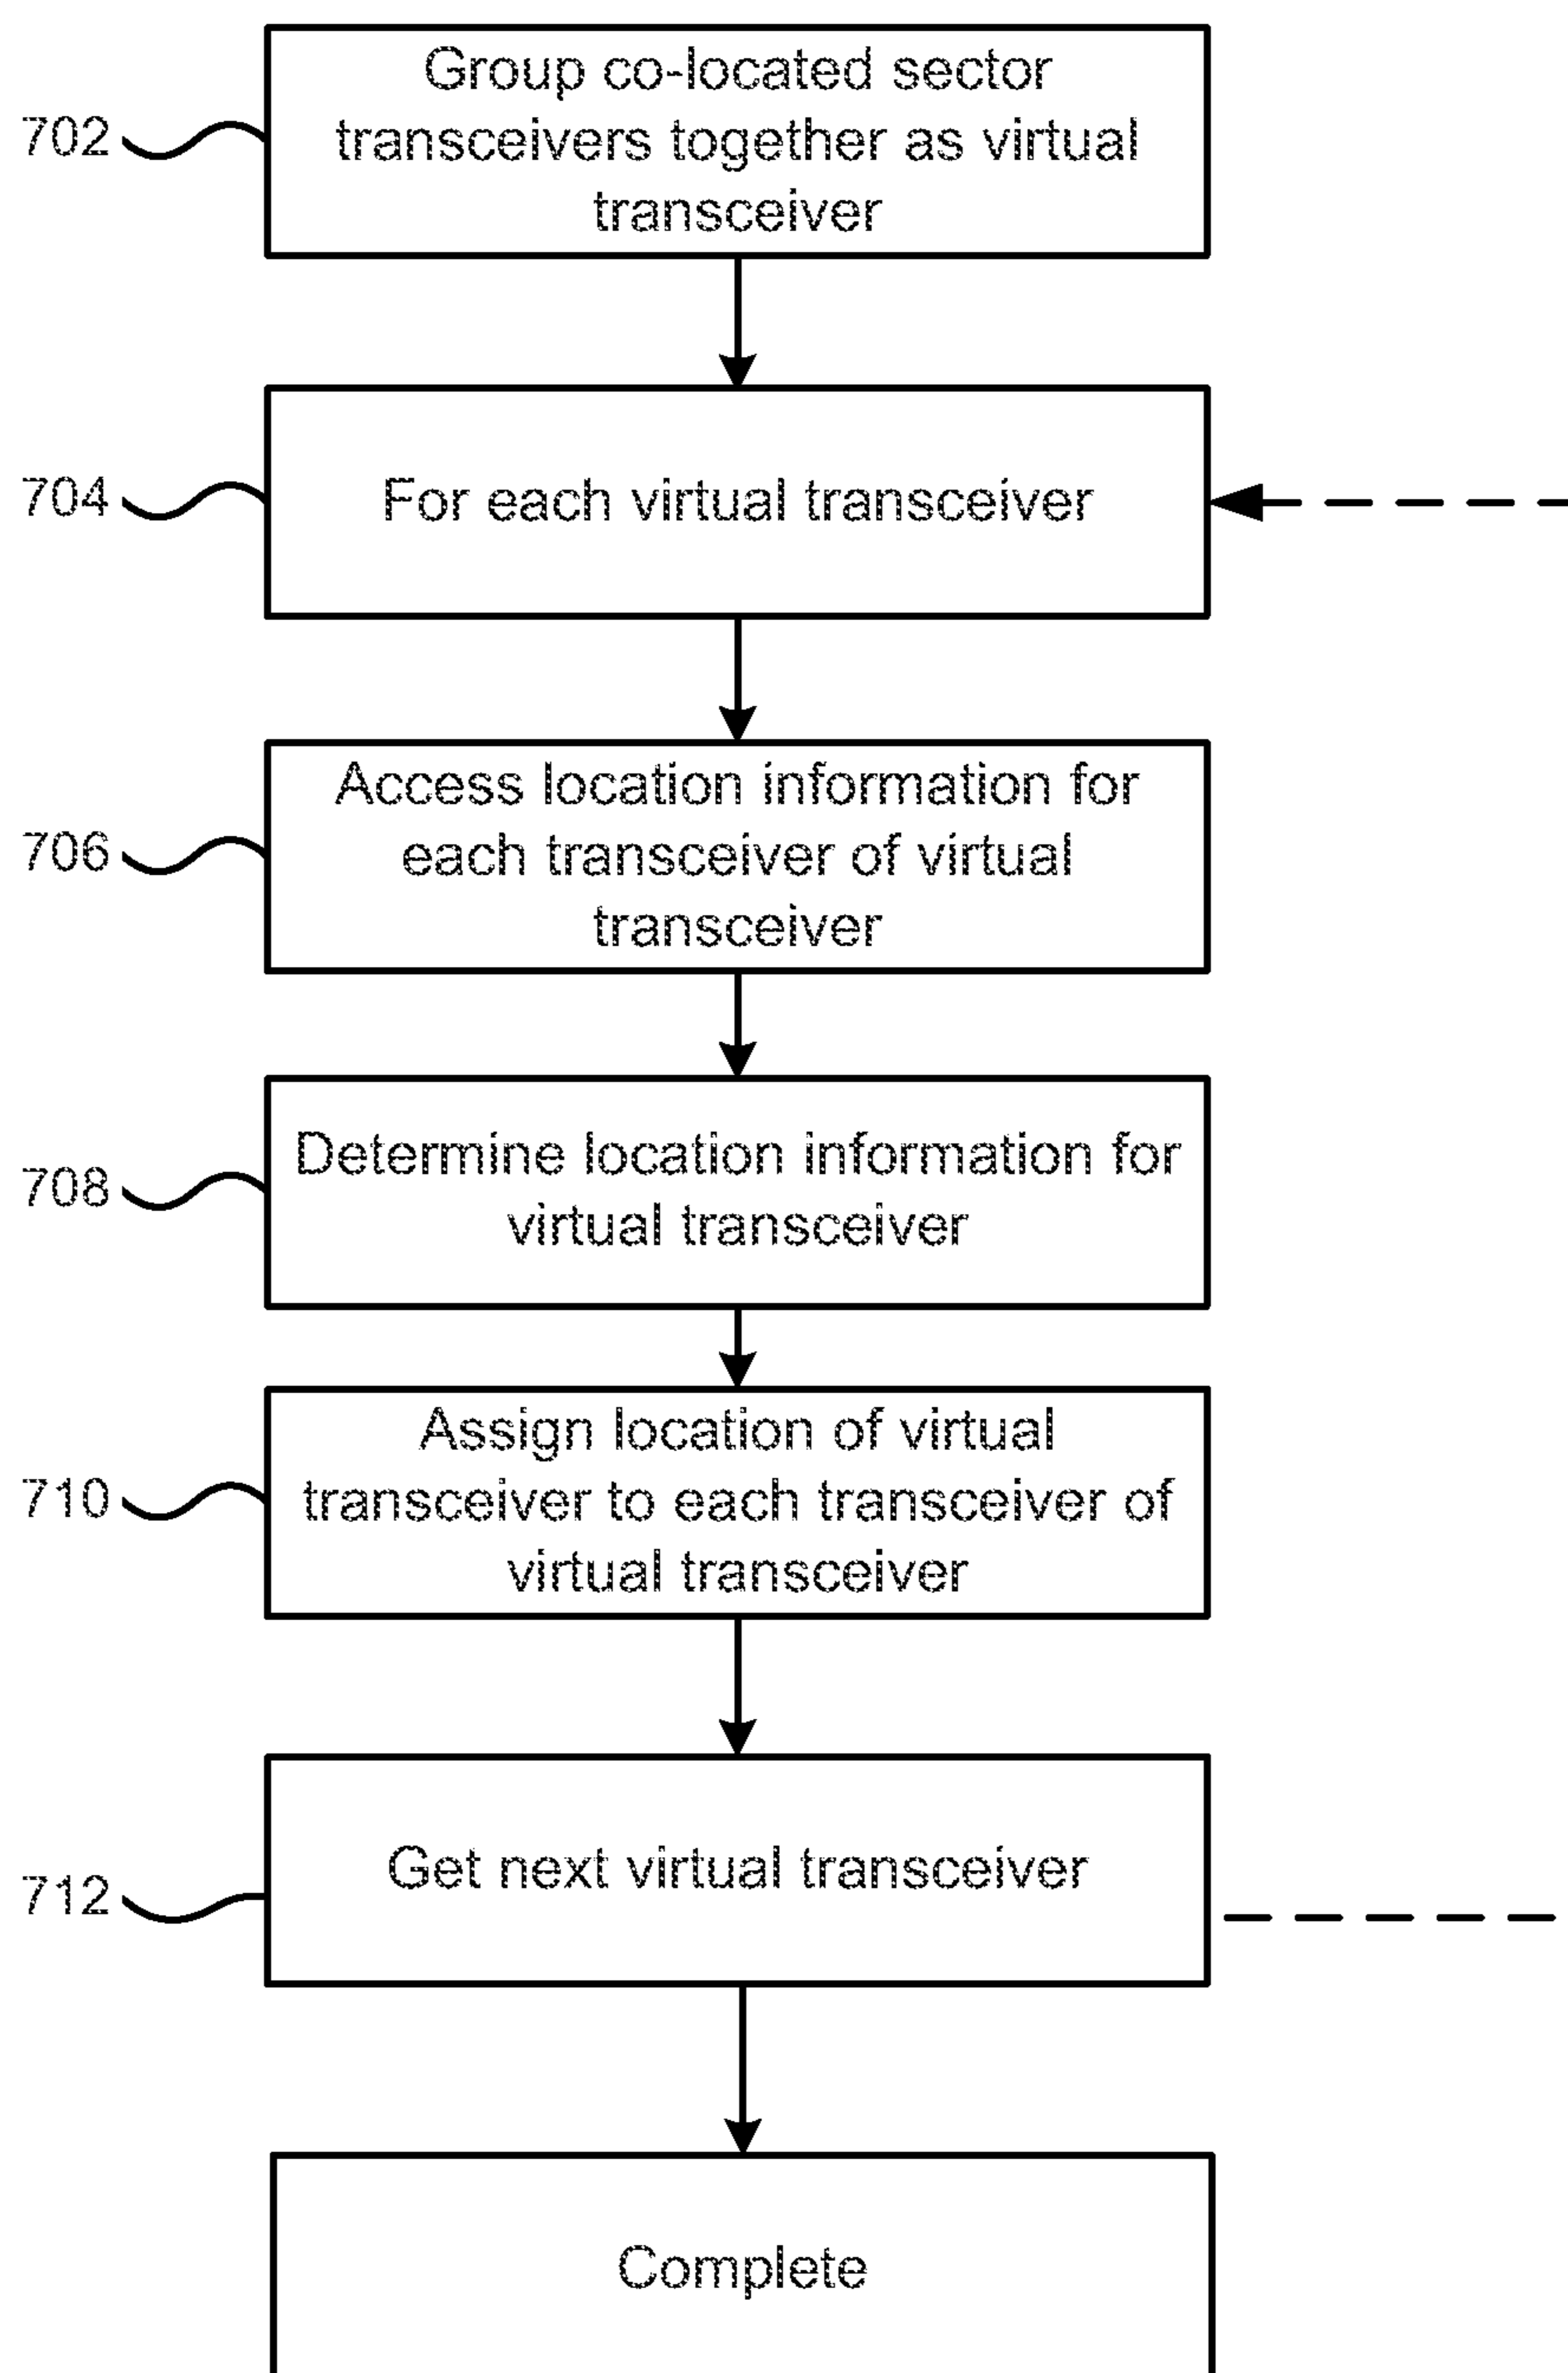 Group co-located sector
transceivers together as virtual
transceiver
702
For each virtual transceiver
704
Access location information for
each transceiver of virtual
transceiver
706
Determine location information for
virtual transceiver
708
Assign location of virtual
transceiver to each transceiver of
virtual transceiver
710
Get next virtual transceiver
712
Complete